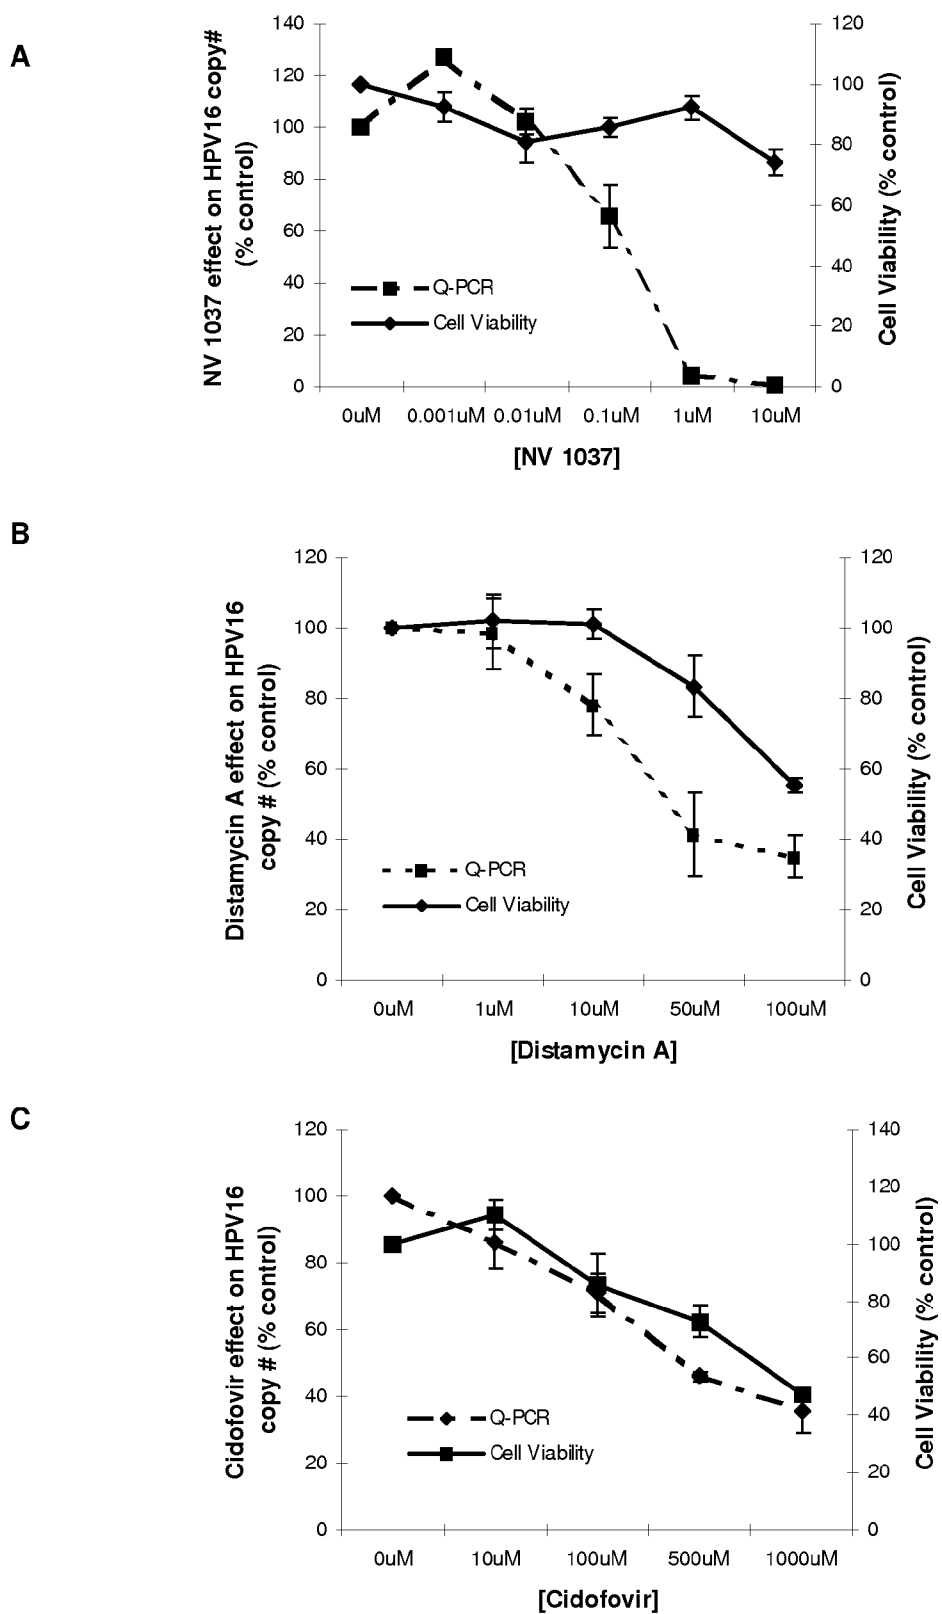 A
NV 1037 effect on HPV16 copy#
(% control)
140
120
100
80
60
40
20
0
120
100
80
60
40
20
0
Cell Viability (% control)
Q-PCR
Cell Viability
0uM 0.001uM 0.01uM 0.1uM 1uM 10uM
[NV 1037]
B
Distamycin A effect on HPV16
copy # (% control)
120
100
80
60
40
20
0
120
100
80
60
40
20
0
Cell Viability (% control)
Q-PCR
Cell Viability
0uM 1uM 10uM 50uM 100uM
[Distamycin A]
C
Cidofovir effect on HPV16
copy # (% control)
120
100
80
60
40
20
0
140
120
100
80
60
40
20
0
Cell Viability (% control)
Q-PCR
Cell Viability
0uM 10uM 100uM 500uM 1000uM
[Cidofovir]